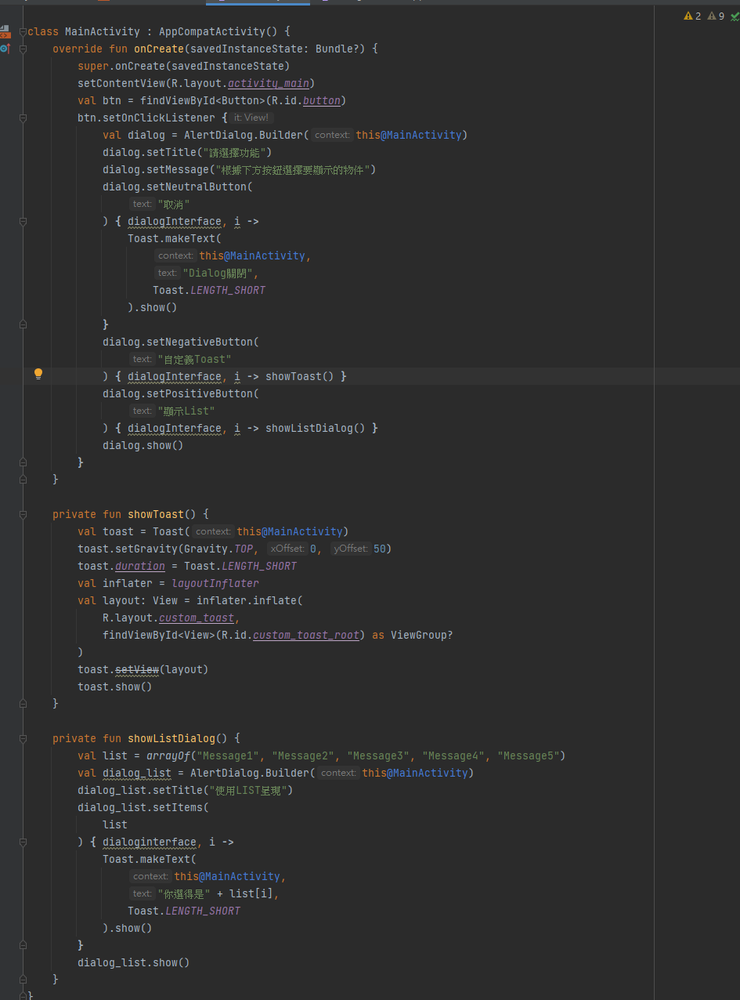 2 9
class MainActivity : AppCompatActivity() {
override fun onCreate(savedInstanceState: Bundle?) {
super.onCreate(savedInstanceState)
setContentView(R.layout.activity_main)
val btn = findViewById<Button>(R.id.button)
btn.setOnClickListener { it: View!
val dialog = AlertDialog.Builder( context: this@MainActivity)
dialog.setTitle("請選擇功能")
dialog.setMessage("根據下方按鈕選擇要顯示的物件")
dialog.setNeutralButton(
text: "取消"
) { dialogInterface, i ->
Toast.makeText(
context: this@MainActivity,
text: "Dialog關閉",
Toast.LENGTH_SHORT
).show()
}
dialog.setNegativeButton(
text: "自定義Toast"
) { dialogInterface, i -> showToast() }
dialog.setPositiveButton(
text: "顯示List"
) { dialogInterface, i -> showListDialog() }
dialog.show()
}
}
private fun showToast() {
val toast = Toast( context: this@MainActivity)
toast.setGravity(Gravity.TOP, xOffset: 0, yOffset: 50)
toast.duration = Toast.LENGTH_SHORT
val inflater = layoutInflater
val layout: View = inflater.inflate(
R.layout.custom_toast,
findViewById<View>(R.id.custom_toast_root) as ViewGroup?
)
toast.setView(layout)
toast.show()
}
private fun showListDialog() {
val list = arrayOf("Message1", "Message2", "Message3", "Message4", "Message5")
val dialog_list = AlertDialog.Builder( context: this@MainActivity)
dialog_list.setTitle("使用LIST呈現")
dialog_list.setItems(
list
) { dialoginterface, i ->
Toast.makeText(
context: this@MainActivity,
text: "你選得是" + list[i],
Toast.LENGTH_SHORT
).show()
}
dialog_list.show()
}
}